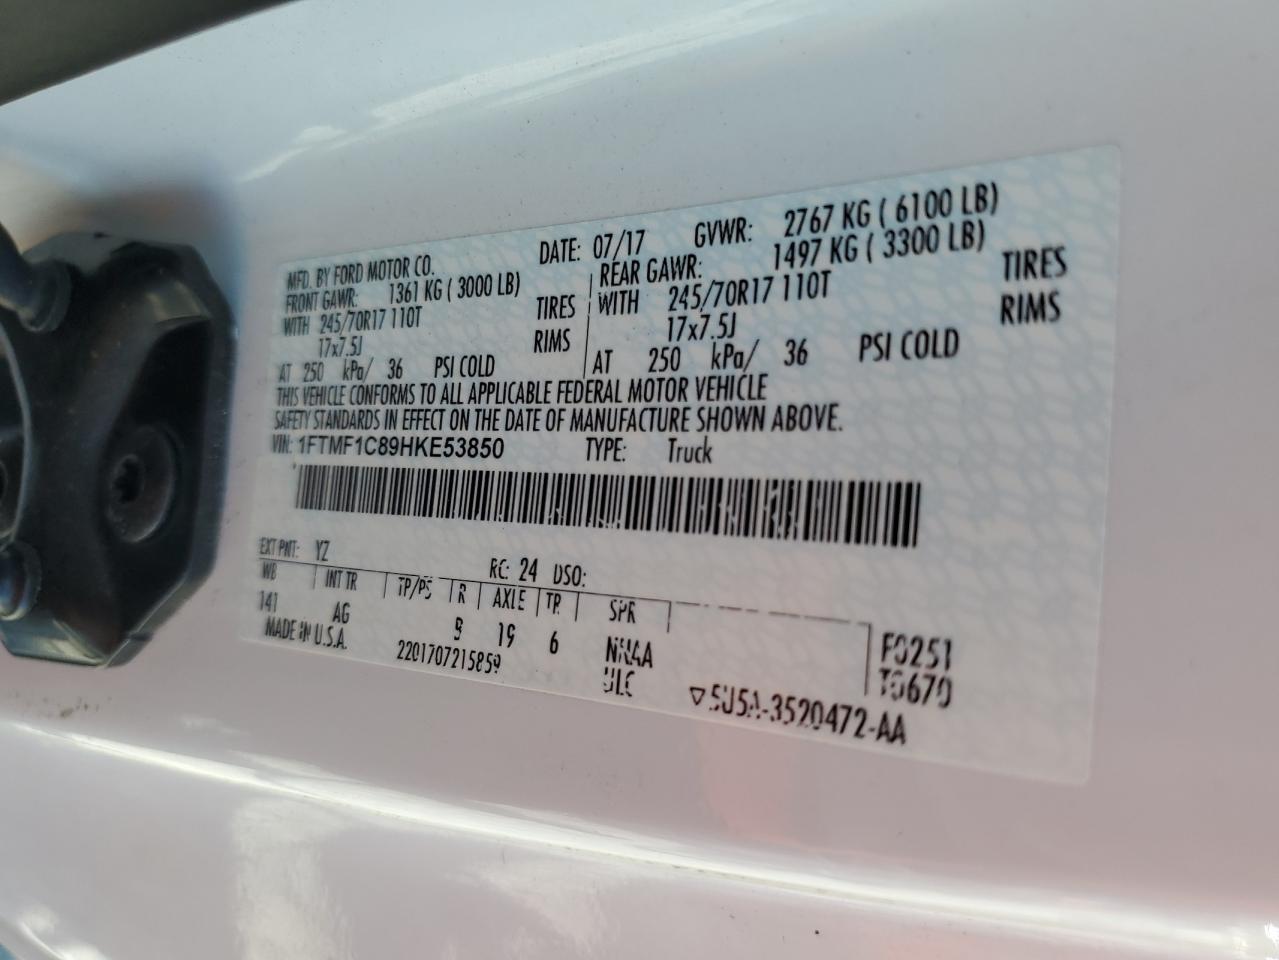 MFD. BY FORD MOTOR CO. DATE: 07/17 GVWR: 2767 KG ( 6100 LB)
FRONT GAWR: 1361 KG ( 3000 LB) REAR GAWR: 1497 KG ( 3300 LB)
WITH 245/70R17 110T TIRES WITH 245/70R17 110T TIRES
17x7.5J RIMS 17x7.5J RIMS
AT 250 kPa/ 36 PSI COLD AT 250 kPa/ 36 PSI COLD
THIS VEHICLE CONFORMS TO ALL APPLICABLE FEDERAL MOTOR VEHICLE
SAFETY STANDARDS IN EFFECT ON THE DATE OF MANUFACTURE SHOWN ABOVE.
VIN: 1FTMF1C89HKE53850 TYPE: Truck
EXT PNT: YZ RC: 24 DSO:
WB INT TR TP/PS R AXLE TR SPR
141 AG 19 6 F0251
MADE IN U.S.A. 2201707215859 T0670
5U5A-3520472-AA